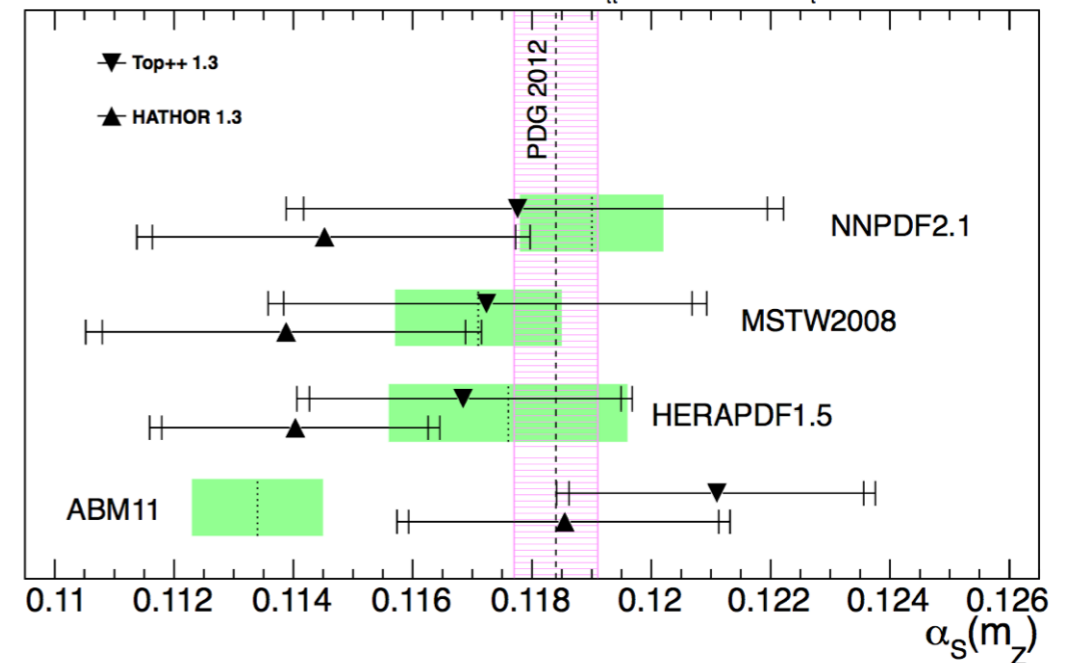 Top++ 1.3
HATHOR 1.3
PDG 2012
NNPDF2.1
MSTW2008
HERAPDF1.5
ABM11
0.11 0.112 0.114 0.116 0.118 0.12 0.122 0.124 0.126
αS(mZ)